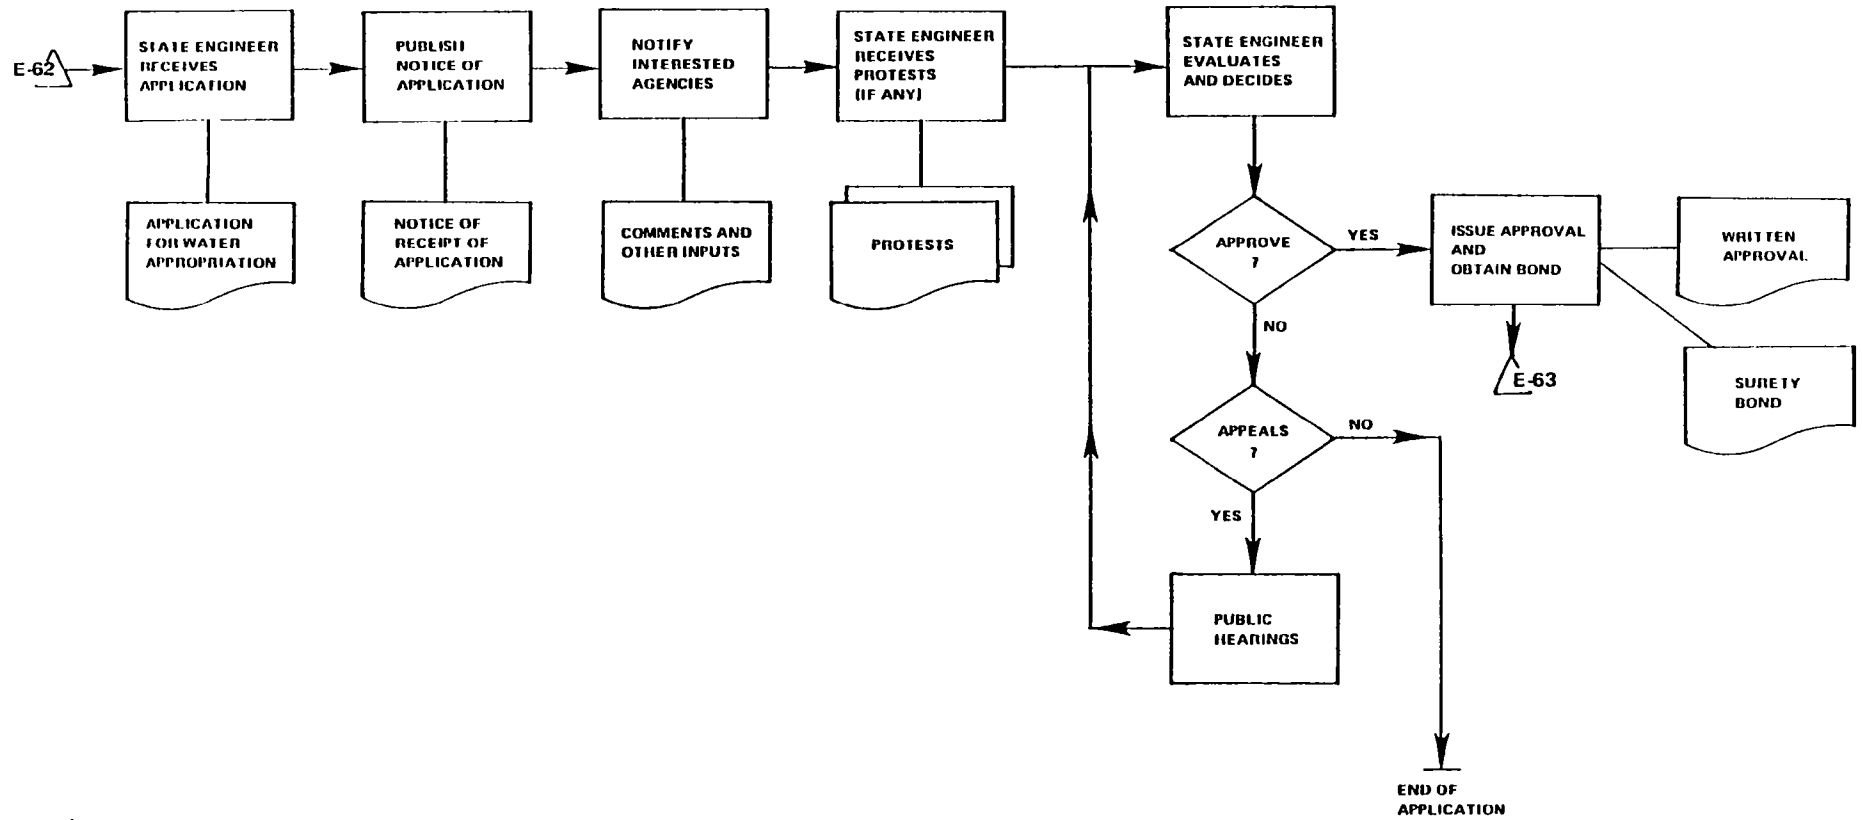 E-62
STATE ENGINEER
RECEIVES
APPLICATION
PUBLISH
NOTICE OF
APPLICATION
NOTIFY
INTERESTED
AGENCIES
STATE ENGINEER
RECEIVES
PROTESTS
(IF ANY)
STATE ENGINEER
EVALUATES
AND DECIDES
APPLICATION
FOR WATER
APPROPRIATION
NOTICE OF
RECEIPT OF
APPLICATION
COMMENTS AND
OTHER INPUTS
PROTESTS
APPROVE
?
YES
ISSUE APPROVAL
AND
OBTAIN BOND
WRITTEN
APPROVAL
NO
E-63
SURETY
BOND
APPEALS
?
NO
YES
PUBLIC
HEARINGS
END OF
APPLICATION